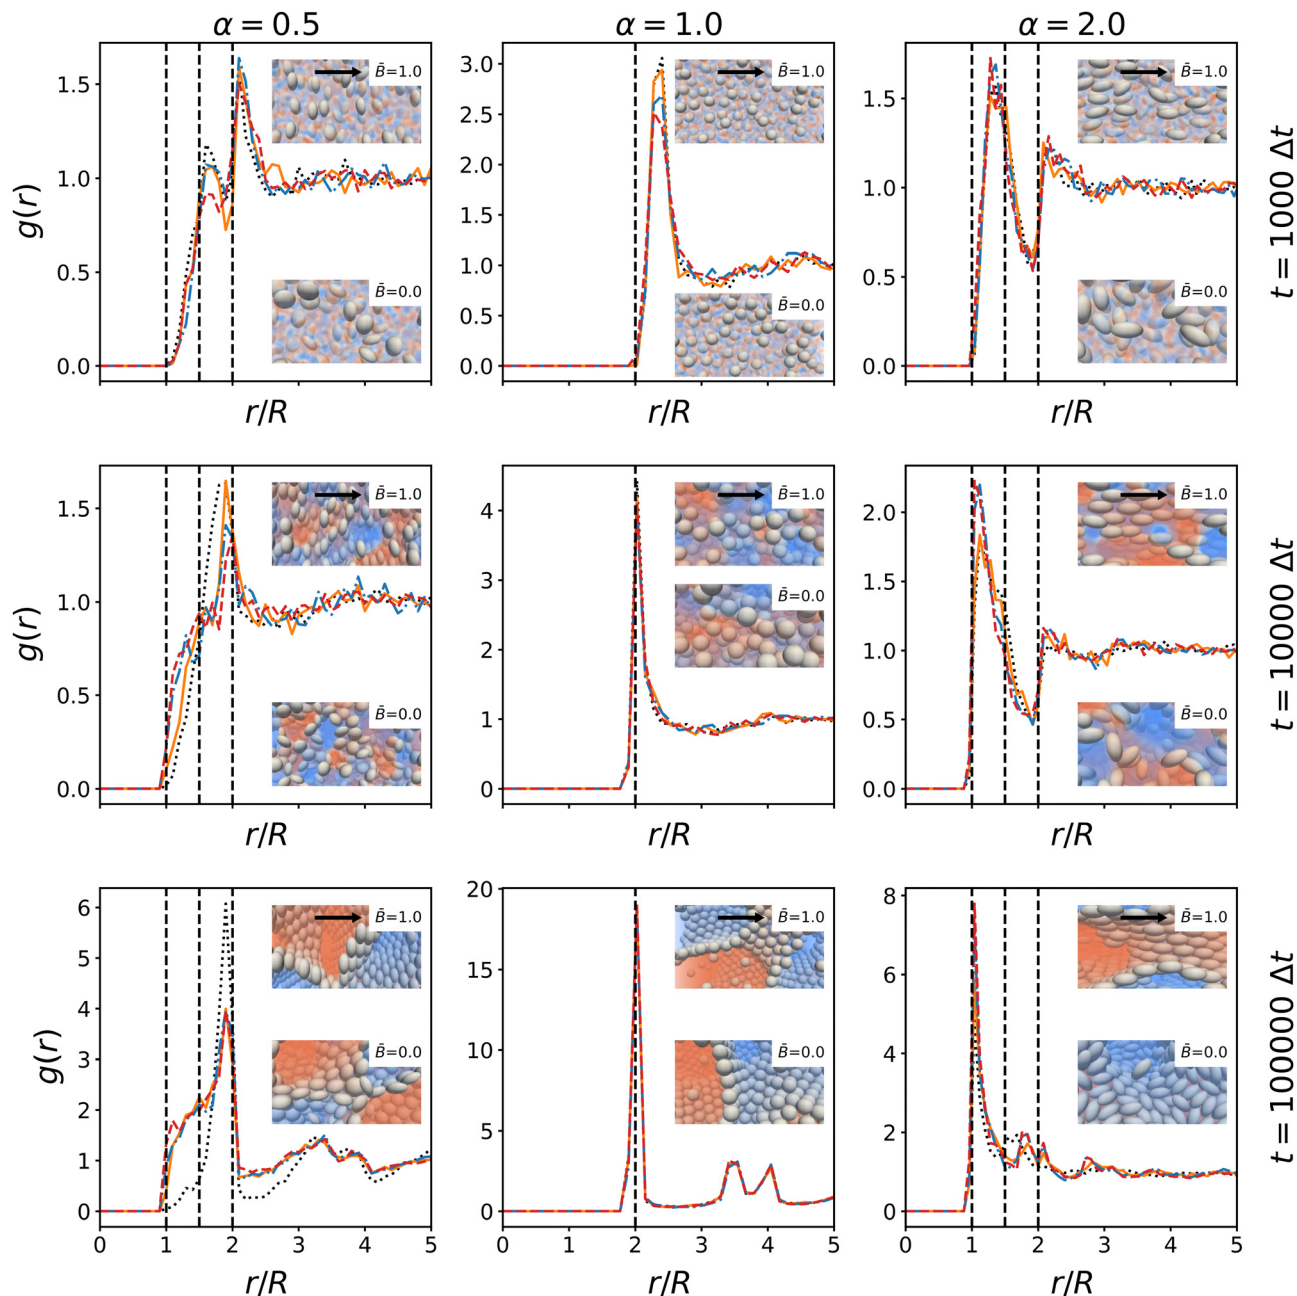 α = 0.5
α = 1.0
α = 2.0
g(r)
1.5
1.0
0.5
0.0
B̄=1.0
B̄=0.0
r/R
3.0
2.5
2.0
1.5
1.0
0.5
0.0
B̄=1.0
B̄=0.0
r/R
1.5
1.0
0.5
0.0
B̄=1.0
B̄=0.0
r/R
t = 1000 Δt
g(r)
1.5
1.0
0.5
0.0
B̄=1.0
B̄=0.0
r/R
4
3
2
1
0
B̄=1.0
B̄=0.0
r/R
2.0
1.5
1.0
0.5
0.0
B̄=1.0
B̄=0.0
r/R
t = 10000 Δt
g(r)
6
5
4
3
2
1
0
B̄=1.0
B̄=0.0
0 1 2 3 4 5
r/R
20
15
10
5
0
B̄=1.0
B̄=0.0
0 1 2 3 4 5
r/R
8
6
4
2
0
B̄=1.0
B̄=0.0
0 1 2 3 4 5
r/R
t = 100000 Δt